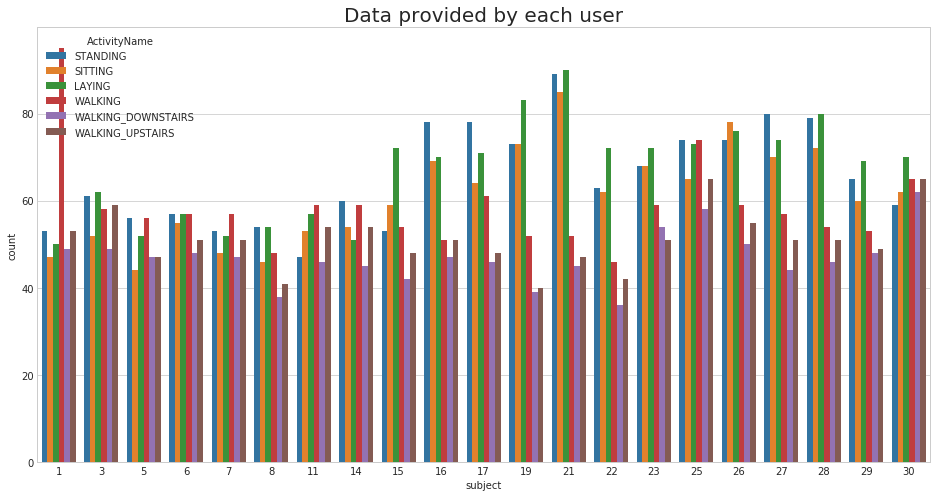 Data provided by each user
ActivityName
STANDING
SITTING
LAYING
WALKING
WALKING_DOWNSTAIRS
WALKING_UPSTAIRS
80
60
40
20
0
count
1 3 5 6 7 8 11 14 15 16 17 19 21 22 23 25 26 27 28 29 30
subject